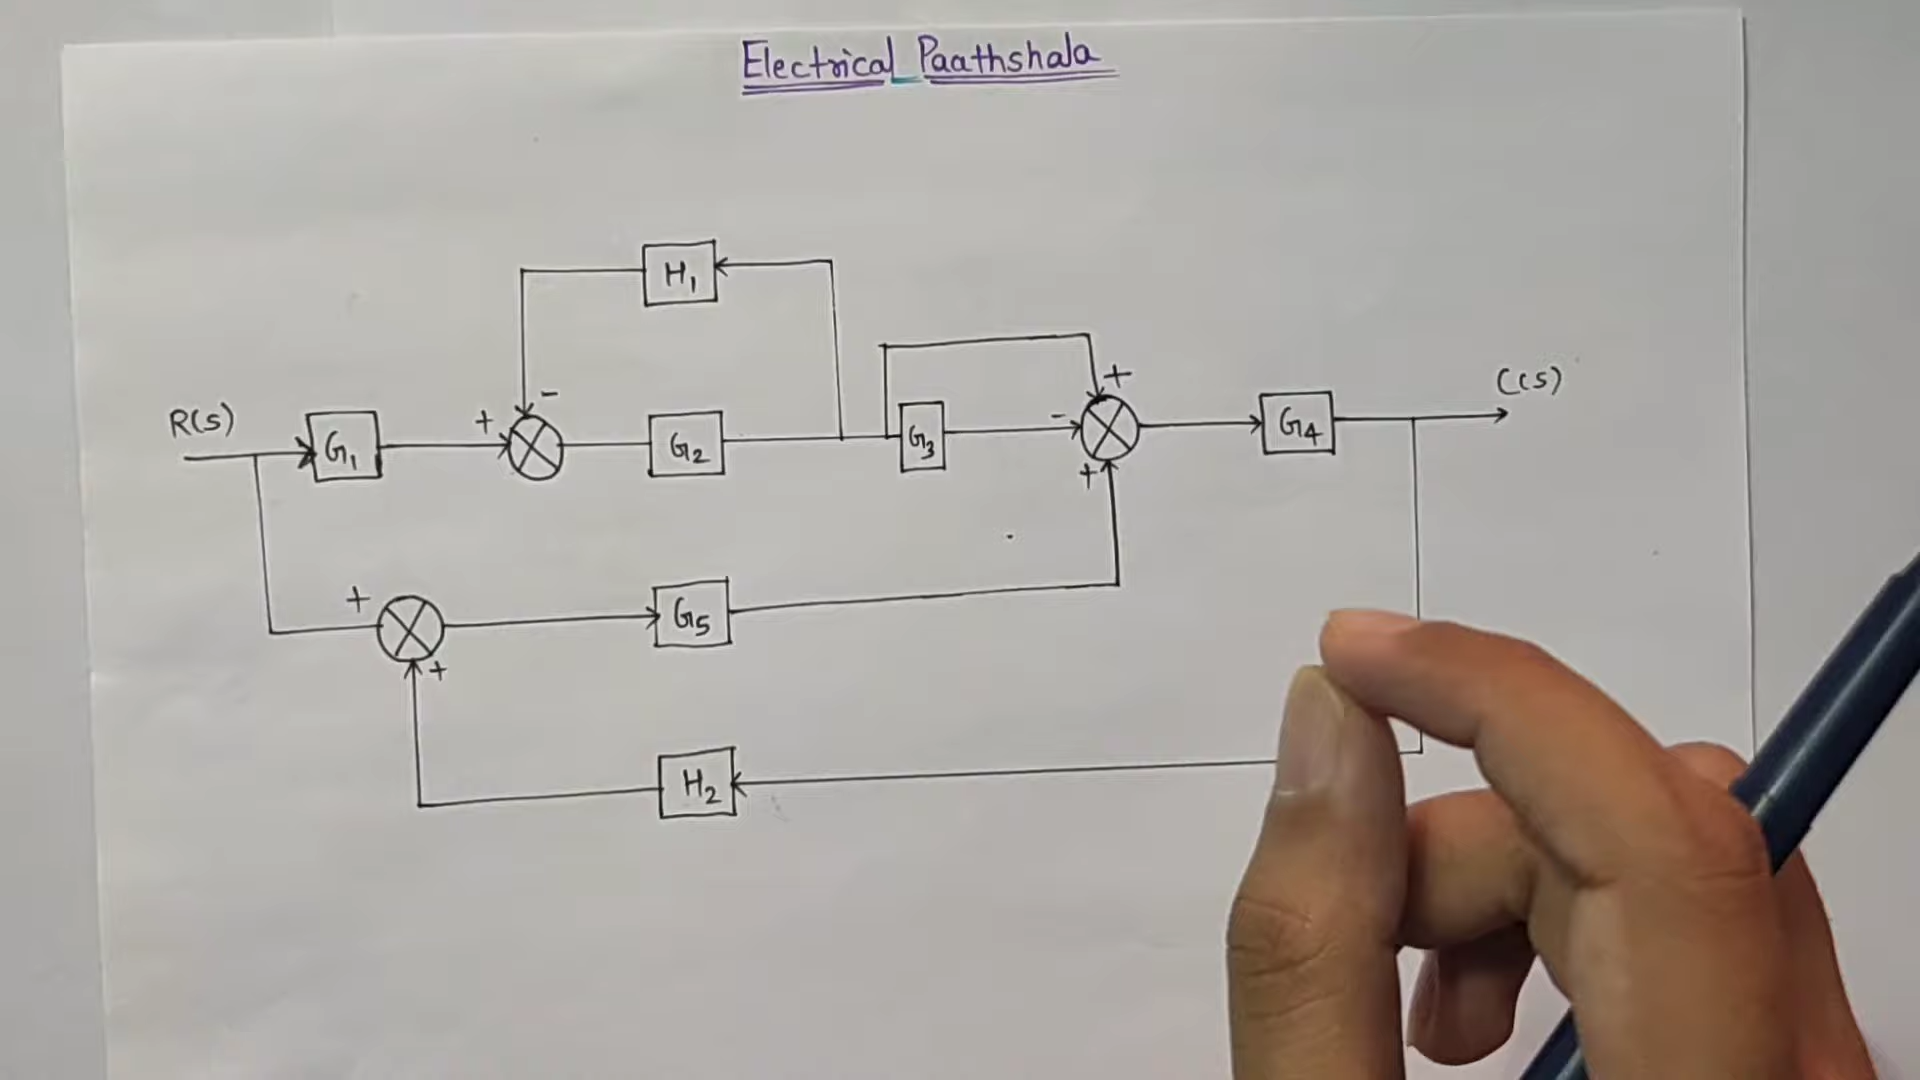 Electrical Paathshala
H₁
R(s) G₁ + - G₂ G₃ - + + G₄ C(s)
+ + G₅
H₂